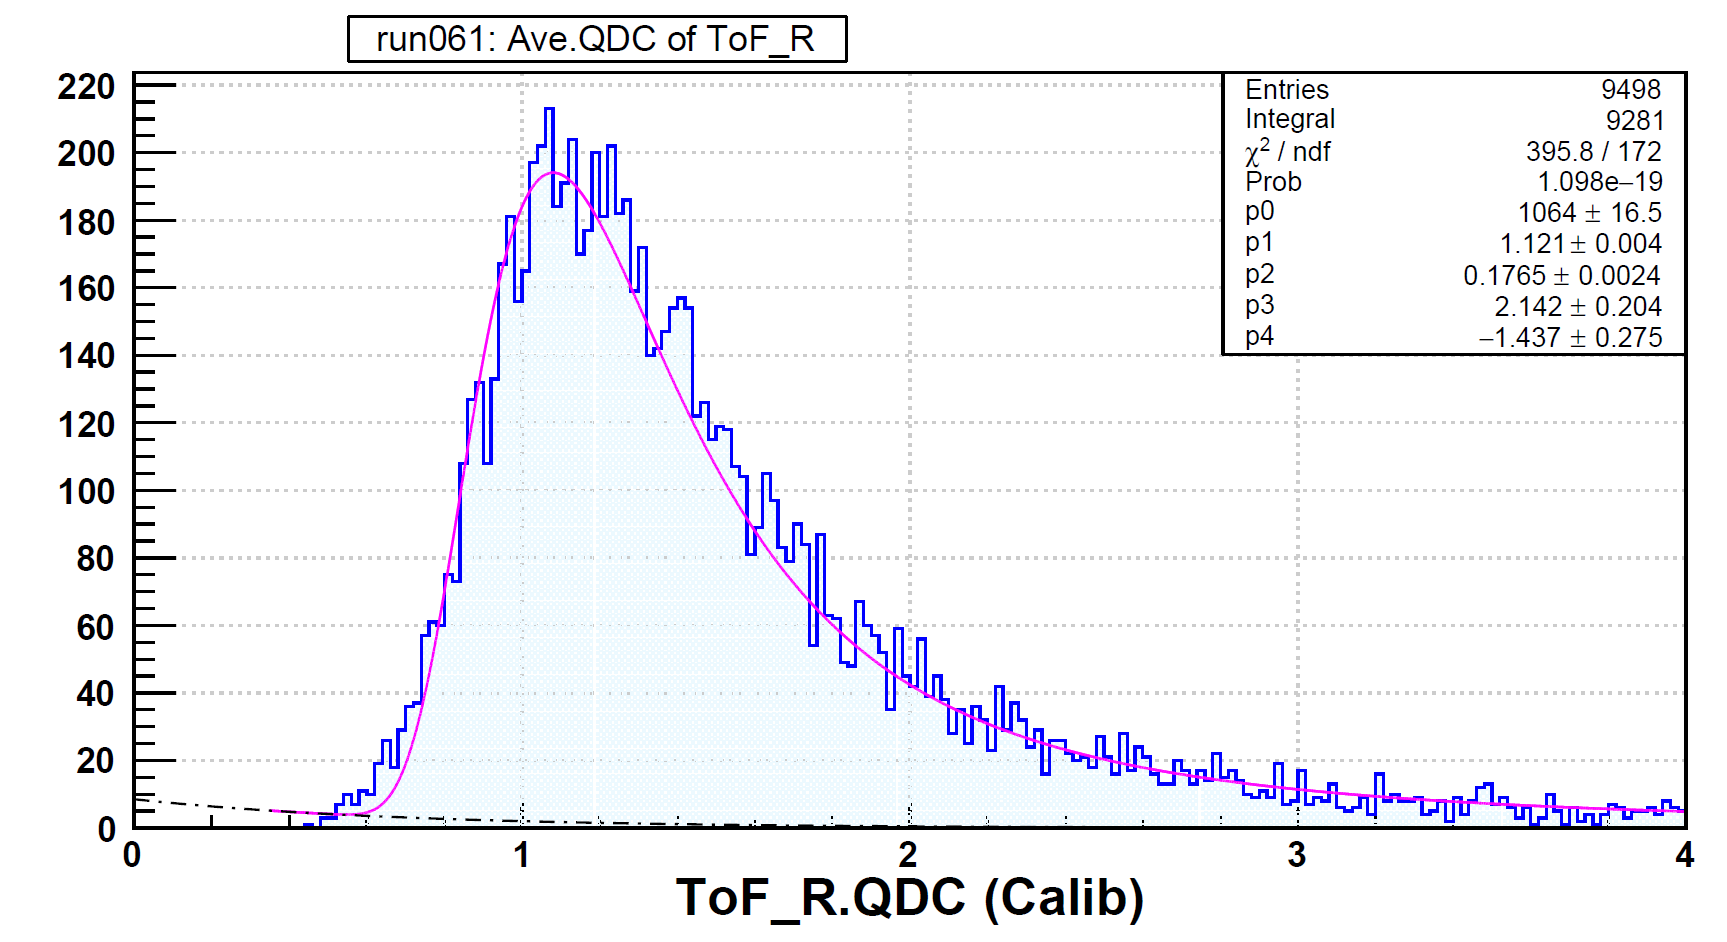 run061: Ave.QDC of ToF_R
Entries 9498
Integral 9281
χ² / ndf 395.8 / 172
Prob 1.098e−19
p0 1064 ± 16.5
p1 1.121 ± 0.004
p2 0.1765 ± 0.0024
p3 2.142 ± 0.204
p4 −1.437 ± 0.275
220
200
180
160
140
120
100
80
60
40
20
0
0 1 2 3 4
ToF_R.QDC (Calib)